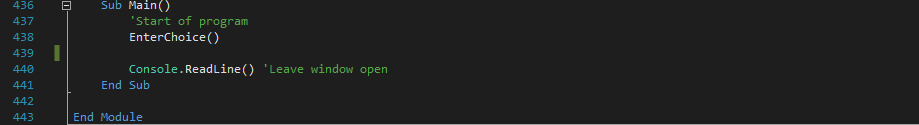 436 Sub Main()
437 'Start of program
438 EnterChoice()
439
440 Console.ReadLine() 'Leave window open
441 End Sub
442
443 End Module